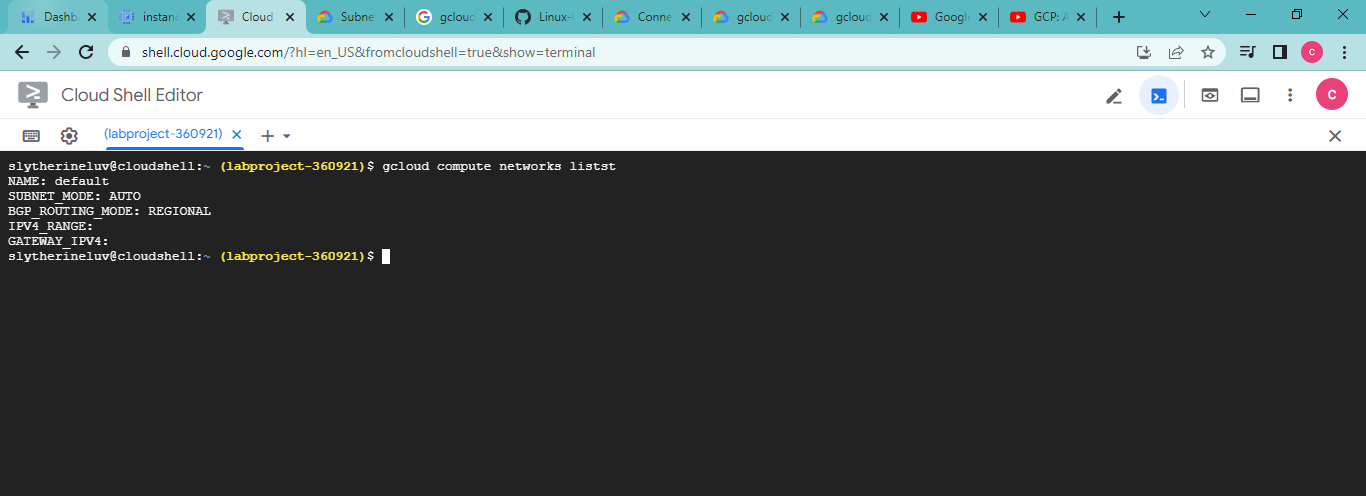 Dashb
instanc
Cloud
Subne
gcloud
Linux-
Conne
gcloud
gcloud
Google
GCP: A
shell.cloud.google.com/?hl=en_US&fromcloudshell=true&show=terminal
C
Cloud Shell Editor
C
(labproject-360921)
slytherineluv@cloudshell:~ (labproject-360921)$ gcloud compute networks listst
NAME: default
SUBNET_MODE: AUTO
BGP_ROUTING_MODE: REGIONAL
IPV4_RANGE:
GATEWAY_IPV4:
slytherineluv@cloudshell:~ (labproject-360921)$